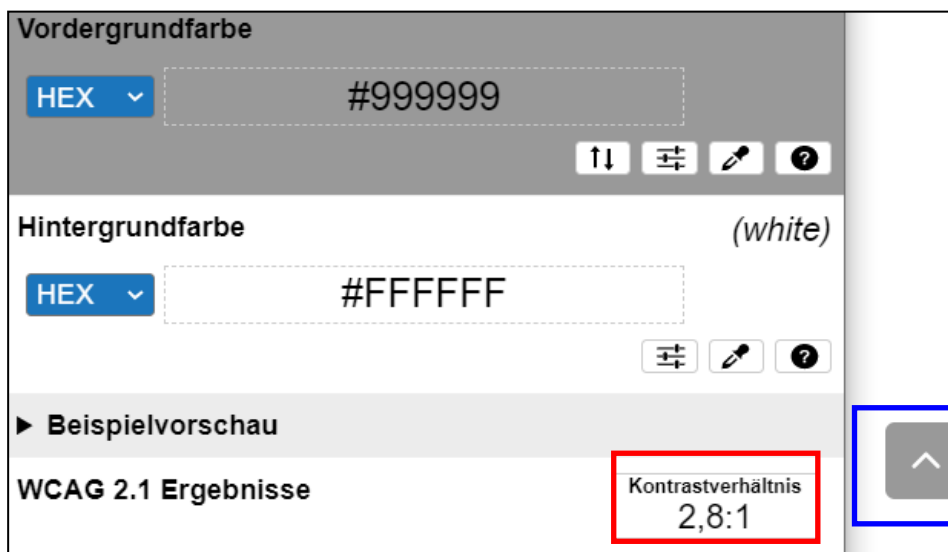 Vordergrundfarbe
HEX
#999999
Hintergrundfarbe
(white)
HEX
#FFFFFF
Beispielvorschau
WCAG 2.1 Ergebnisse
Kontrastverhältnis
2,8:1